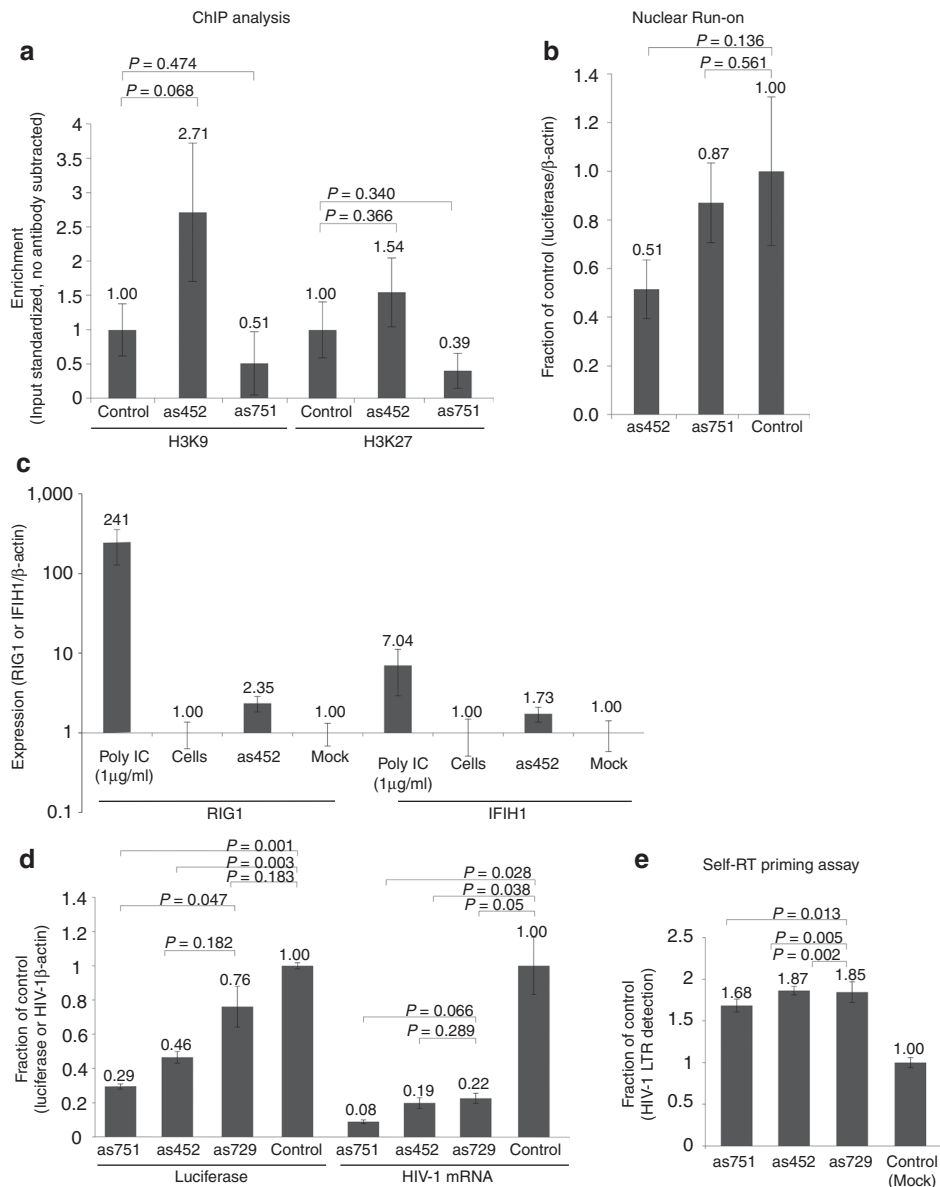 ChIP analysis
a
P = 0.474
P = 0.068
P = 0.340
P = 0.366
Enrichment
(Input standardized, no antibody subtracted)
4
3.5
3
2.5
2
1.5
1
0.5
0
1.00
2.71
0.51
1.00
1.54
0.39
Control as452 as751 Control as452 as751
H3K9 H3K27
Nuclear Run-on
b
P = 0.136
P = 0.561
Fraction of control (luciferase/β-actin)
1.4
1.2
1.0
0.8
0.6
0.4
0.2
0.0
0.51
0.87
1.00
as452 as751 Control
c
Expression (RIG1 or IFIH1/β-actin)
1,000
100
10
1
0.1
241
1.00
2.35
1.00
7.04
1.00
1.73
1.00
Poly IC
(1μg/ml)
Cells as452 Mock
Poly IC
(1μg/ml)
Cells as452 Mock
RIG1 IFIH1
d
P = 0.001
P = 0.003
P = 0.183
P = 0.047
P = 0.182
P = 0.028
P = 0.038
P = 0.05
P = 0.066
P = 0.289
Fraction of control
(luciferase or HIV-1β-actin)
1.4
1.2
1
0.8
0.6
0.4
0.2
0
0.29
0.46
0.76
1.00
0.08
0.19
0.22
1.00
as751 as452 as729 Control as751 as452 as729 Control
Luciferase HIV-1 mRNA
e
Self-RT priming assay
P = 0.013
P = 0.005
P = 0.002
Fraction of control
(HIV-1 LTR detection)
2.5
2
1.5
1
0.5
0
1.68
1.87
1.85
1.00
as751 as452 as729 Control
(Mock)